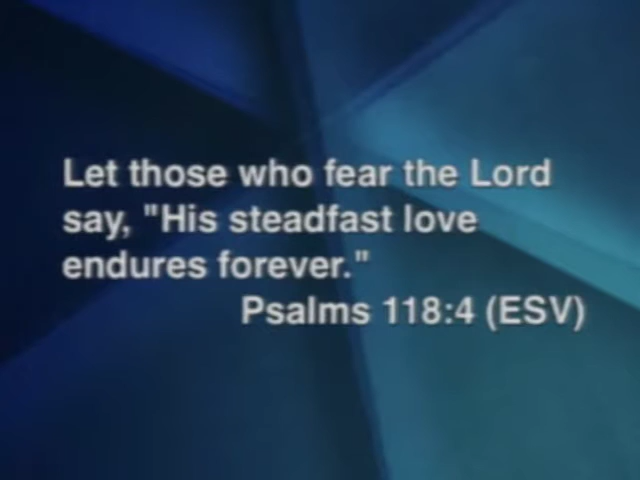 Let those who fear the Lord
say, "His steadfast love
endures forever."
Psalms 118:4 (ESV)